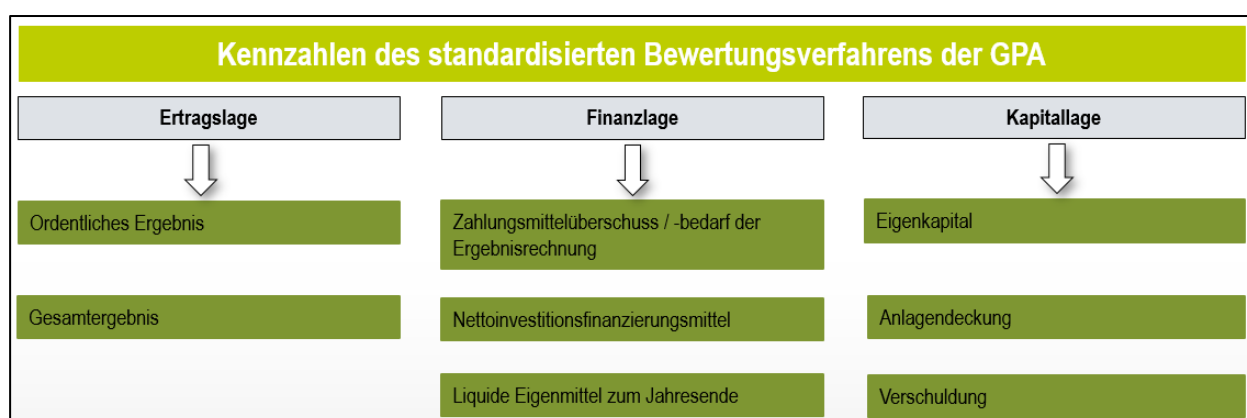 Kennzahlen des standardisierten Bewertungsverfahrens der GPA
Ertragslage
Finanzlage
Kapitallage
Ordentliches Ergebnis
Zahlungsmittelüberschuss / -bedarf der
Ergebnisrechnung
Eigenkapital
Gesamtergebnis
Nettoinvestitionsfinanzierungsmittel
Anlagendeckung
Liquide Eigenmittel zum Jahresende
Verschuldung